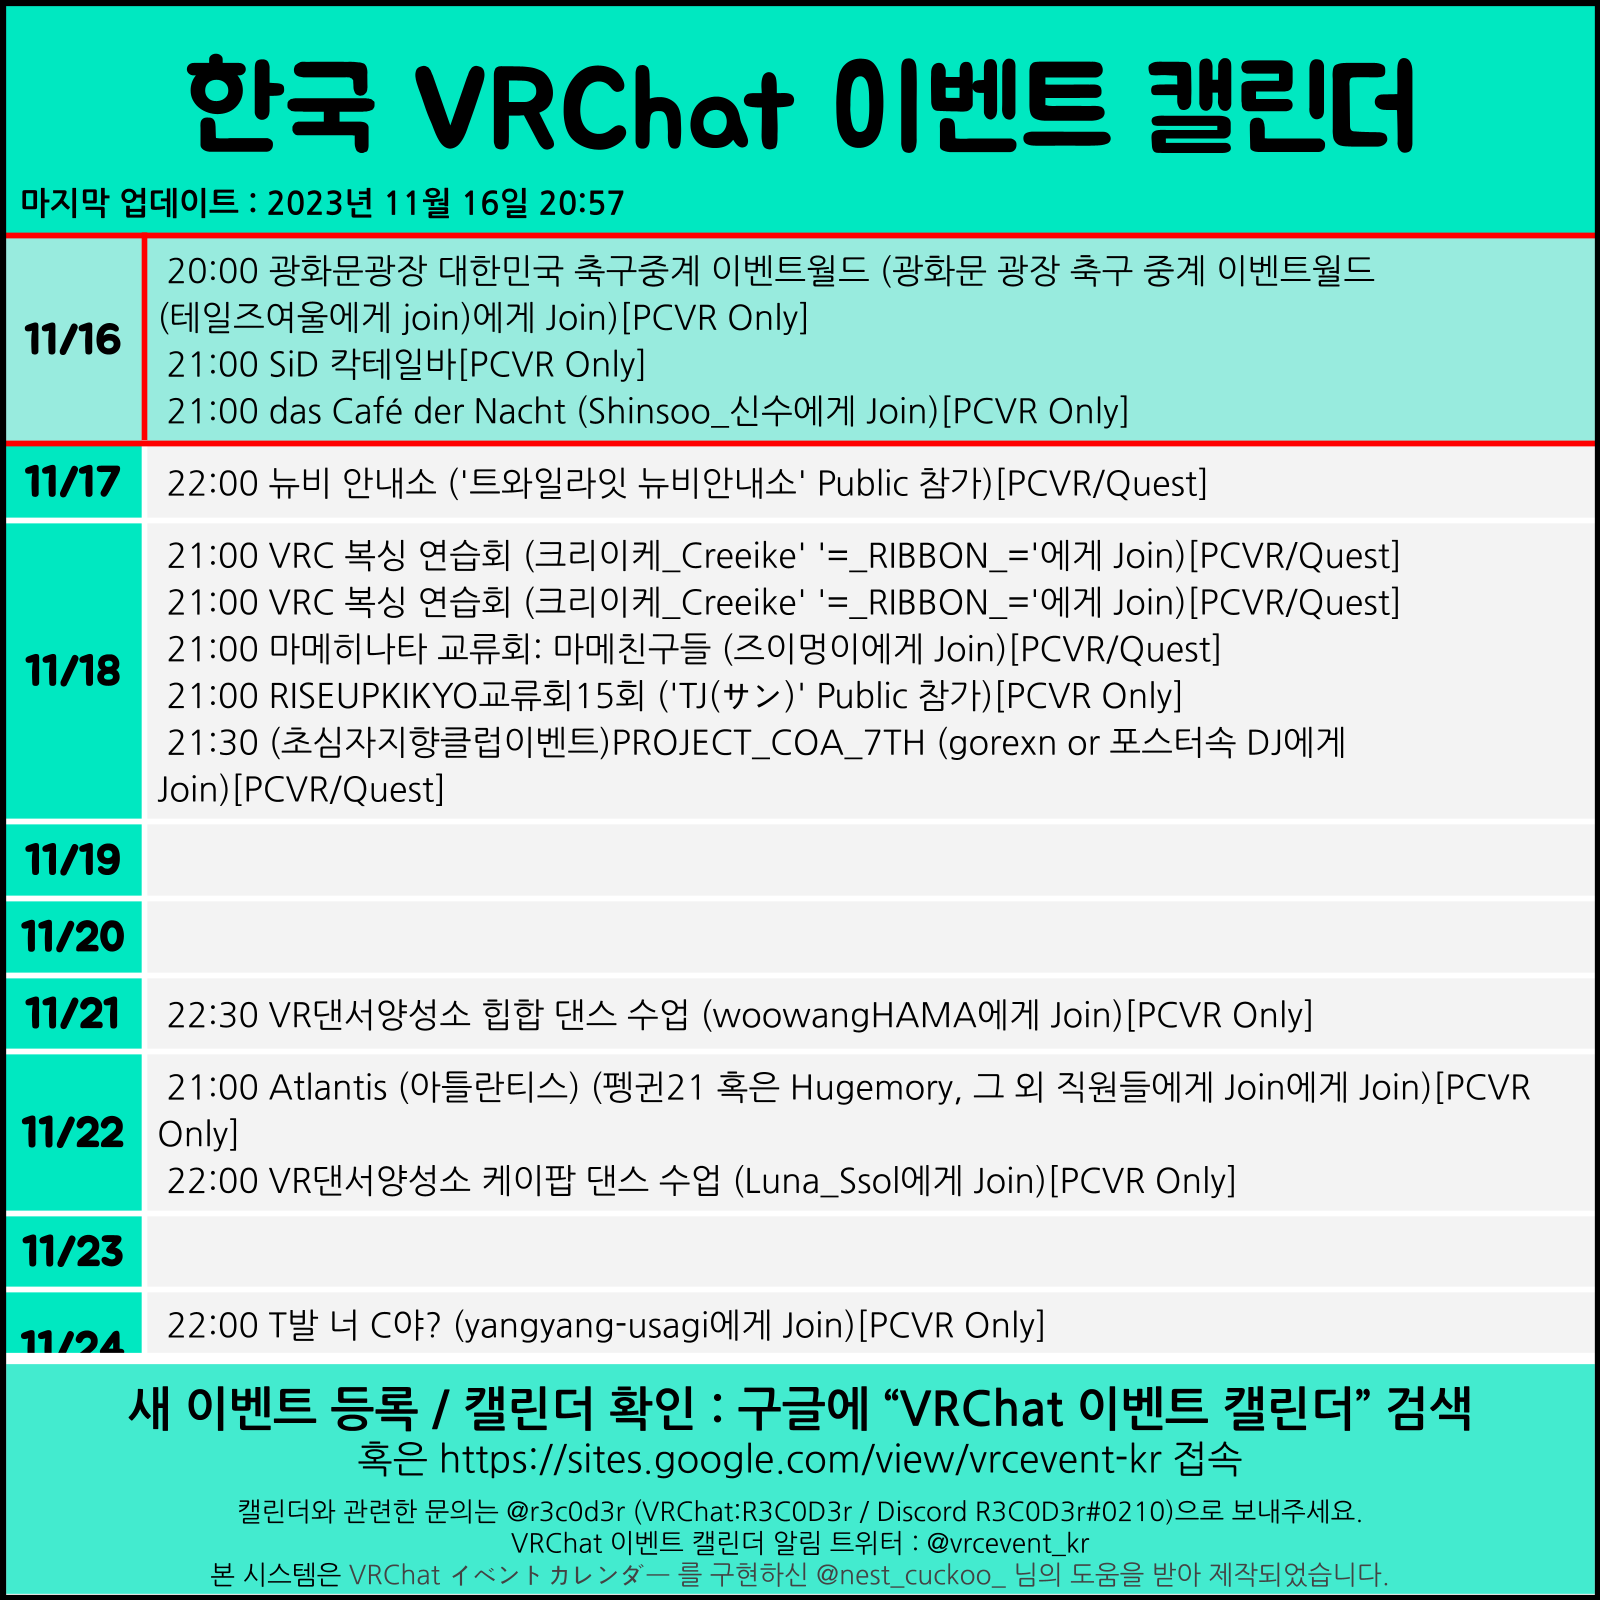 한국 VRChat 이벤트 캘린더
마지막 업데이트 : 2023년 11월 16일 20:57
11/16
20:00 광화문광장 대한민국 축구중계 이벤트월드 (광화문 광장 축구 중계 이벤트월드
(테일즈여울에게 join)에게 Join)[PCVR Only]
21:00 SiD 칵테일바[PCVR Only]
21:00 das Café der Nacht (Shinsoo_신수에게 Join)[PCVR Only]
11/17
22:00 뉴비 안내소 ('트와일라잇 뉴비안내소' Public 참가)[PCVR/Quest]
11/18
21:00 VRC 복싱 연습회 (크리이케_Creeike' '=_RIBBON_='에게 Join)[PCVR/Quest]
21:00 VRC 복싱 연습회 (크리이케_Creeike' '=_RIBBON_='에게 Join)[PCVR/Quest]
21:00 마메히나타 교류회: 마메친구들 (즈이멍이에게 Join)[PCVR/Quest]
21:00 RISEUPKIKYO교류회15회 ('TJ(サン)' Public 참가)[PCVR Only]
21:30 (초심자지향클럽이벤트)PROJECT_COA_7TH (gorexn or 포스터속 DJ에게
Join)[PCVR/Quest]
11/19
11/20
11/21
22:30 VR댄서양성소 힙합 댄스 수업 (woowangHAMA에게 Join)[PCVR Only]
11/22
21:00 Atlantis (아틀란티스) (펭귄21 혹은 Hugemory, 그 외 직원들에게 Join에게 Join)[PCVR
Only]
22:00 VR댄서양성소 케이팝 댄스 수업 (Luna_Ssol에게 Join)[PCVR Only]
11/23
11/24
22:00 T발 너 C야? (yangyang-usagi에게 Join)[PCVR Only]
새 이벤트 등록 / 캘린더 확인 : 구글에 “VRChat 이벤트 캘린더” 검색
혹은 https://sites.google.com/view/vrcevent-kr 접속
캘린더와 관련한 문의는 @r3c0d3r (VRChat:R3C0D3r / Discord R3C0D3r#0210)으로 보내주세요.
VRChat 이벤트 캘린더 알림 트위터 : @vrcevent_kr
본 시스템은 VRChat イベントカレンダー 를 구현하신 @nest_cuckoo_ 님의 도움을 받아 제작되었습니다.